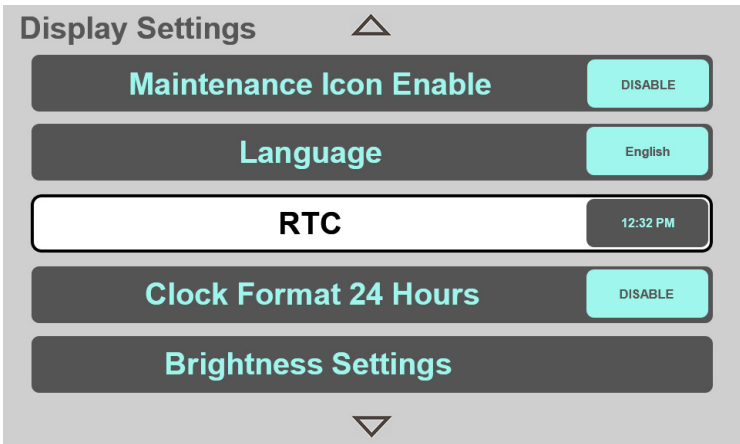 Display Settings
Maintenance Icon Enable DISABLE
Language English
RTC 12:32 PM
Clock Format 24 Hours DISABLE
Brightness Settings